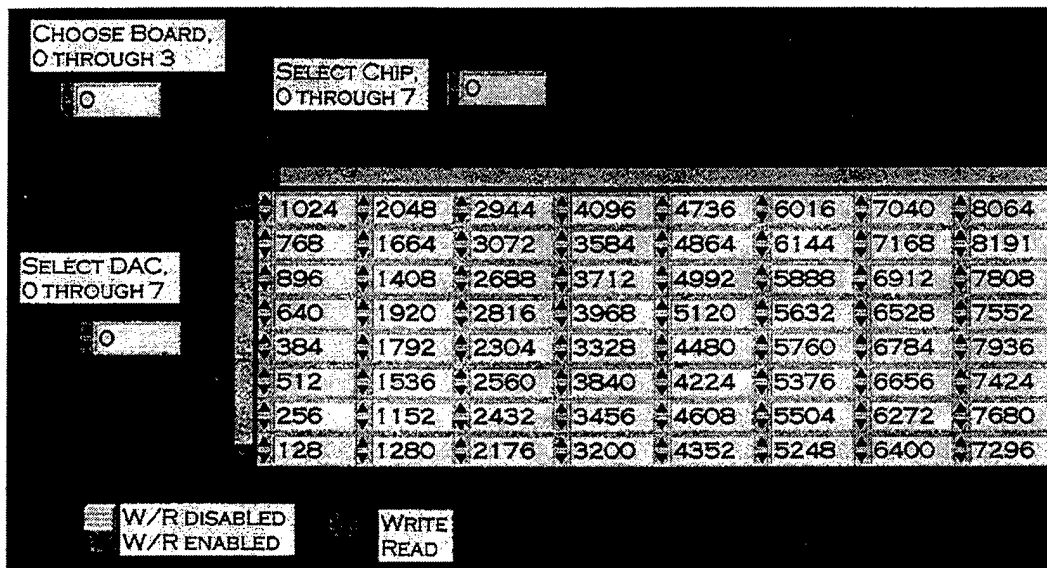 CHOOSE BOARD,
0 THROUGH 3
0
SELECT CHIP,
0 THROUGH 7
0
1024 2048 2944 4096 4736 6016 7040 8064
768 1664 3072 3584 4864 6144 7168 8191
896 1408 2688 3712 4992 5888 6912 7808
640 1920 2816 3968 5120 5632 6528 7552
384 1792 2304 3328 4480 5760 6784 7936
512 1536 2560 3840 4224 5376 6656 7424
256 1152 2432 3456 4608 5504 6272 7680
128 1280 2176 3200 4352 5248 6400 7296
SELECT DAC,
0 THROUGH 7
0
W/R DISABLED
W/R ENABLED
WRITE
READ